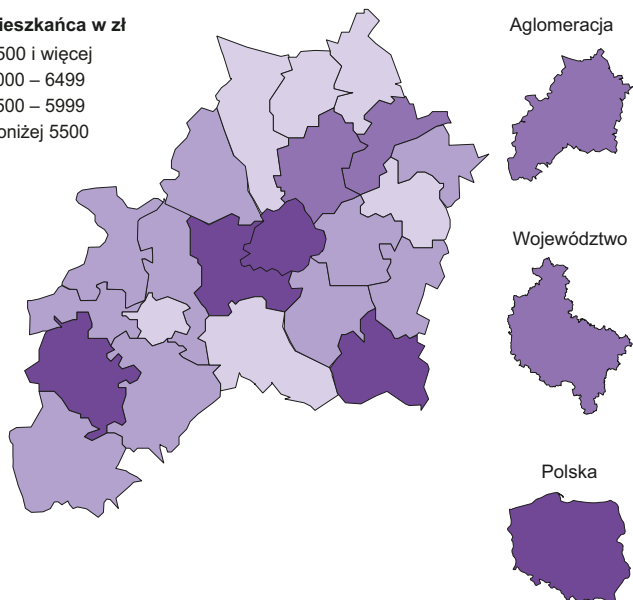 ieszkańca w zł
500 i więcej
000 – 6499
500 – 5999
oniżej 5500
Aglomeracja
Województwo
Polska